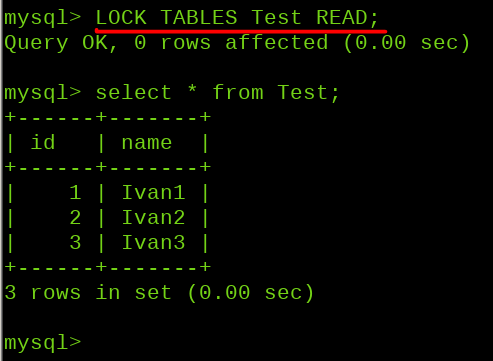 mysql> LOCK TABLES Test READ;
Query OK, 0 rows affected (0.00 sec)
mysql> select * from Test;
+------+-------+
| id   | name  |
+------+-------+
|    1 | Ivan1 |
|    2 | Ivan2 |
|    3 | Ivan3 |
+------+-------+
3 rows in set (0.00 sec)
mysql>